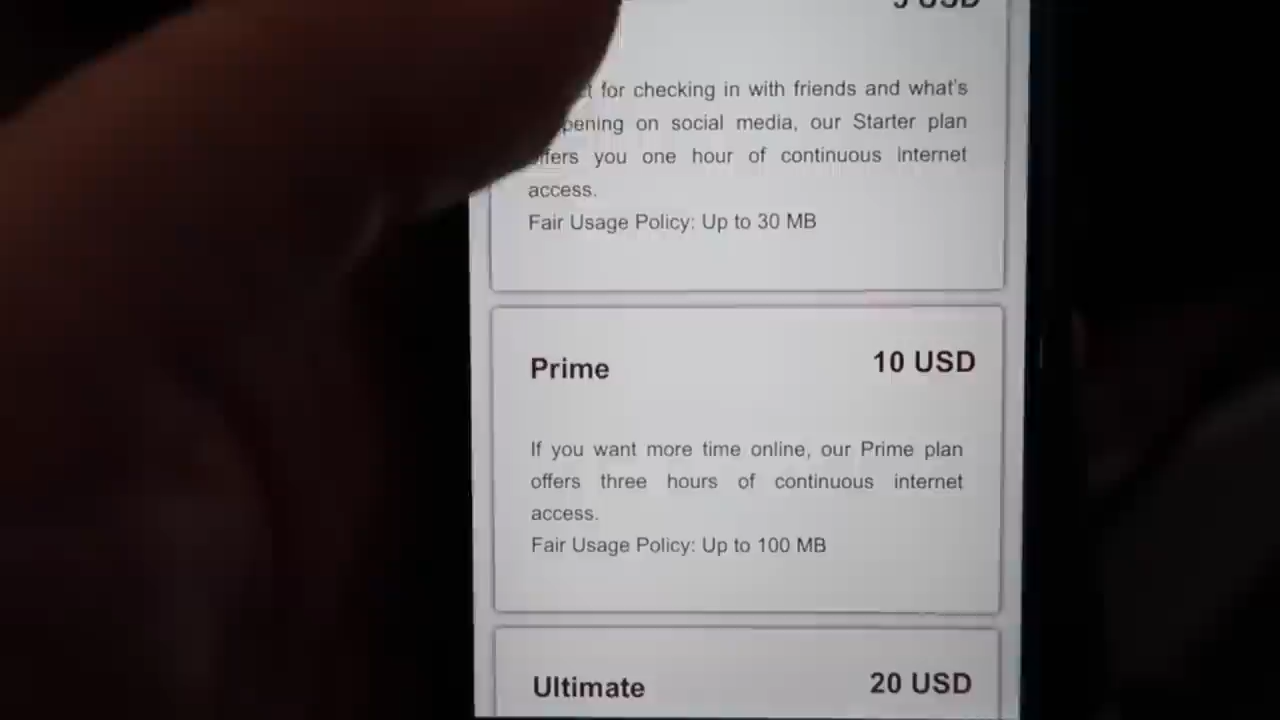 USD
for checking in with friends and what's
on social media, our Starter plan
offers you one hour of continuous internet
access.
Fair Usage Policy: Up to 30 MB
Prime
10 USD
If you want more time online, our Prime plan
offers three hours of continuous internet
access.
Fair Usage Policy: Up to 100 MB
Ultimate
20 USD